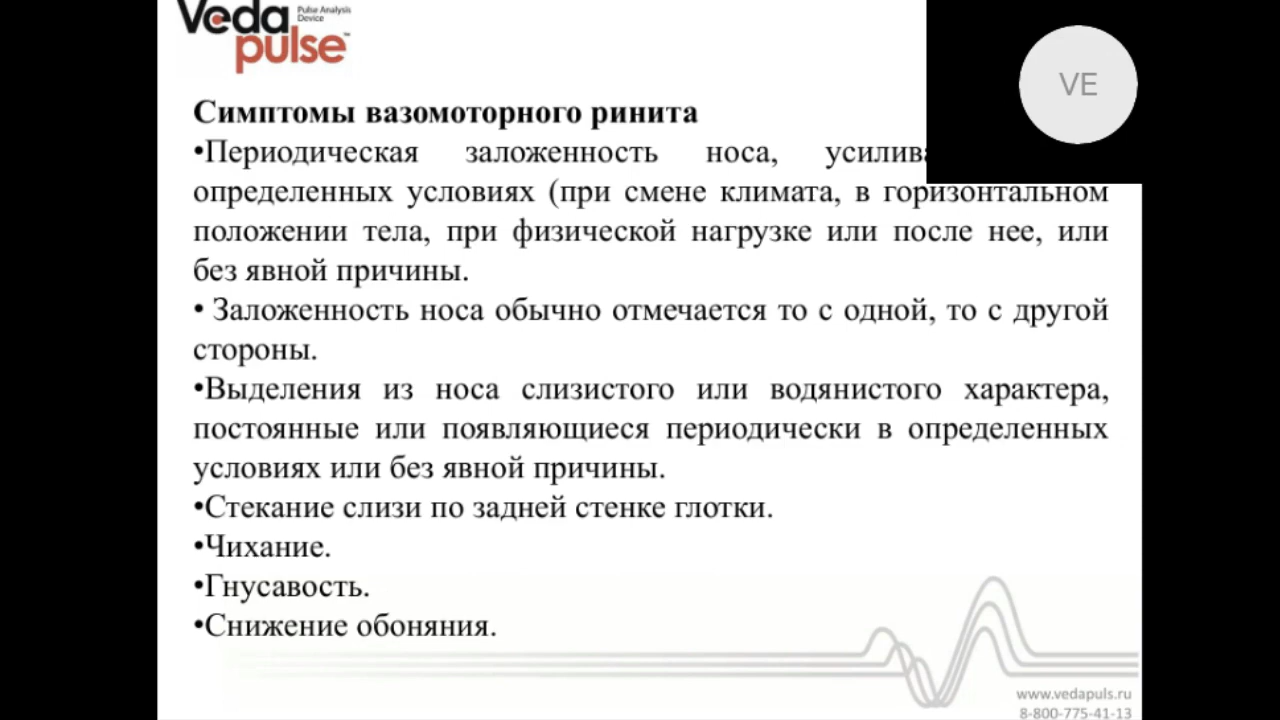 Veda
Pulse Analysis
Device
pulse™
VE
Симптомы вазомоторного ринита
•Периодическая заложенность носа,
определенных условиях (при смене климата, в горизонтальном
положении тела, при физической нагрузке или после нее, или
без явной причины.
• Заложенность носа обычно отмечается то с одной, то с другой
стороны.
•Выделения из носа слизистого или водянистого характера,
постоянные или появляющиеся периодически в определенных
условиях или без явной причины.
•Стекание слизи по задней стенке глотки.
•Чихание.
•Гнусавость.
•Снижение обоняния.
www.vedapuls.ru
8-800-775-41-13